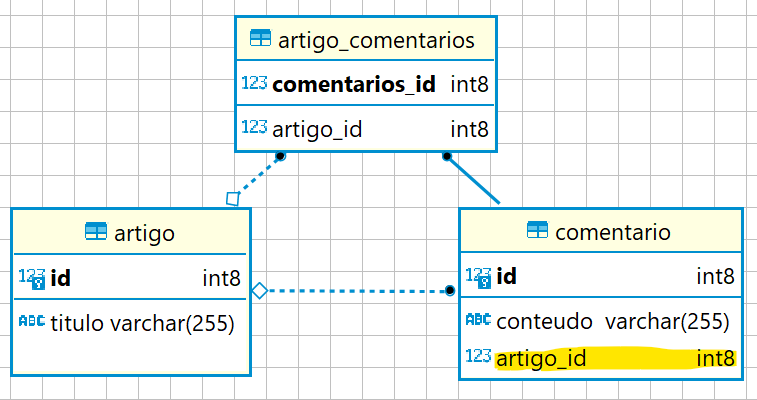 artigo_comentarios
123 comentarios_id int8
123 artigo_id int8
artigo
123 id int8
ABC titulo varchar(255)
comentario
123 id int8
ABC conteudo varchar(255)
123 artigo_id int8